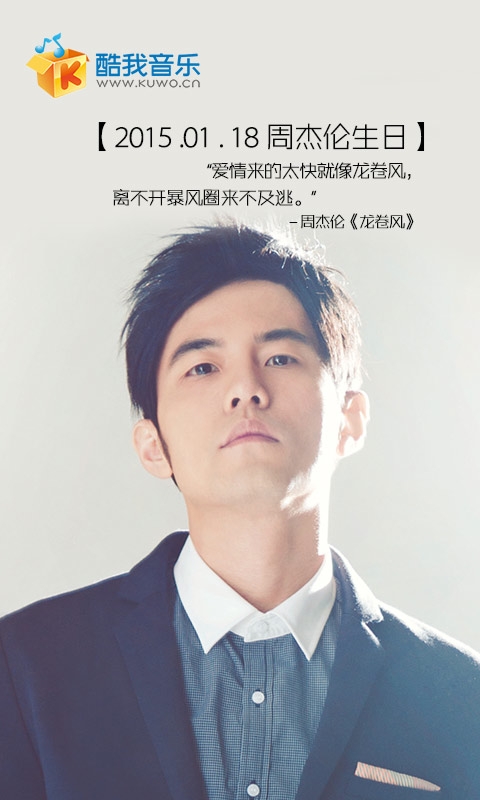 酷我音乐
WWW.KUWO.CN
【 2015 .01 . 18 周杰伦生日 】
“爱情来的太快就像龙卷风，
离不开暴风圈来不及逃。”
– 周杰伦《龙卷风》